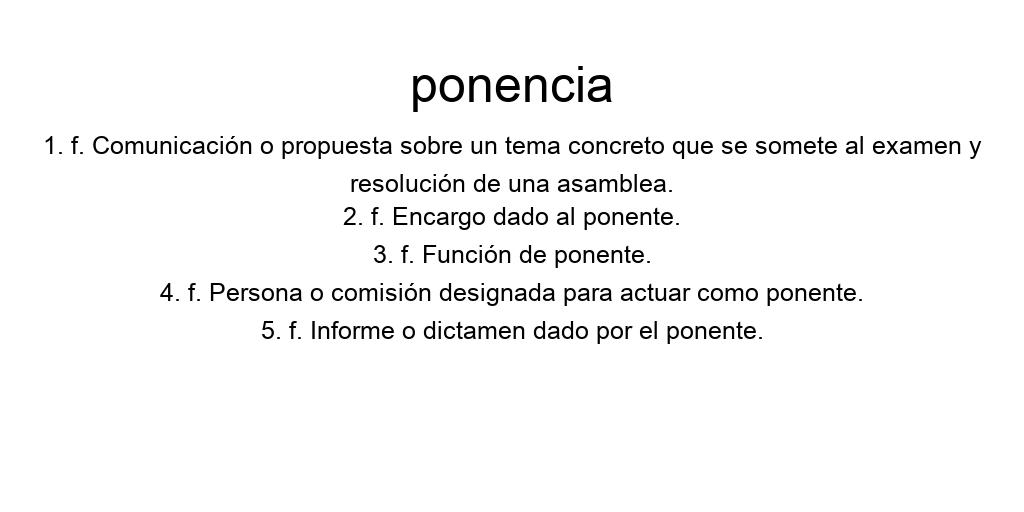 ponencia
1. f. Comunicación o propuesta sobre un tema concreto que se somete al examen y
resolución de una asamblea.
2. f. Encargo dado al ponente.
3. f. Función de ponente.
4. f. Persona o comisión designada para actuar como ponente.
5. f. Informe o dictamen dado por el ponente.